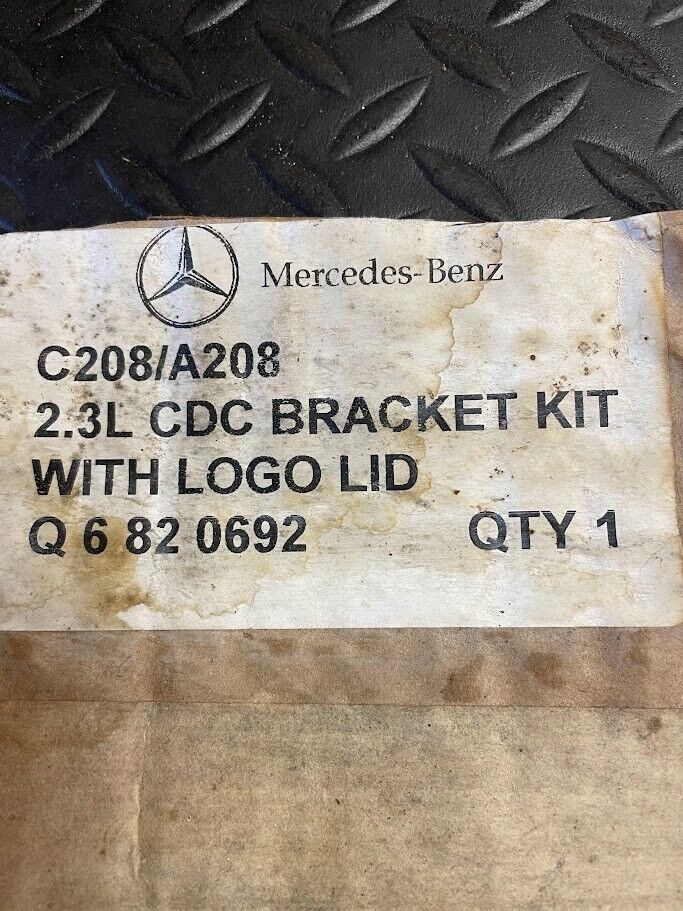 Mercedes-Benz
C208/A208
2.3L CDC BRACKET KIT
WITH LOGO LID
Q 6 82 0692 QTY 1